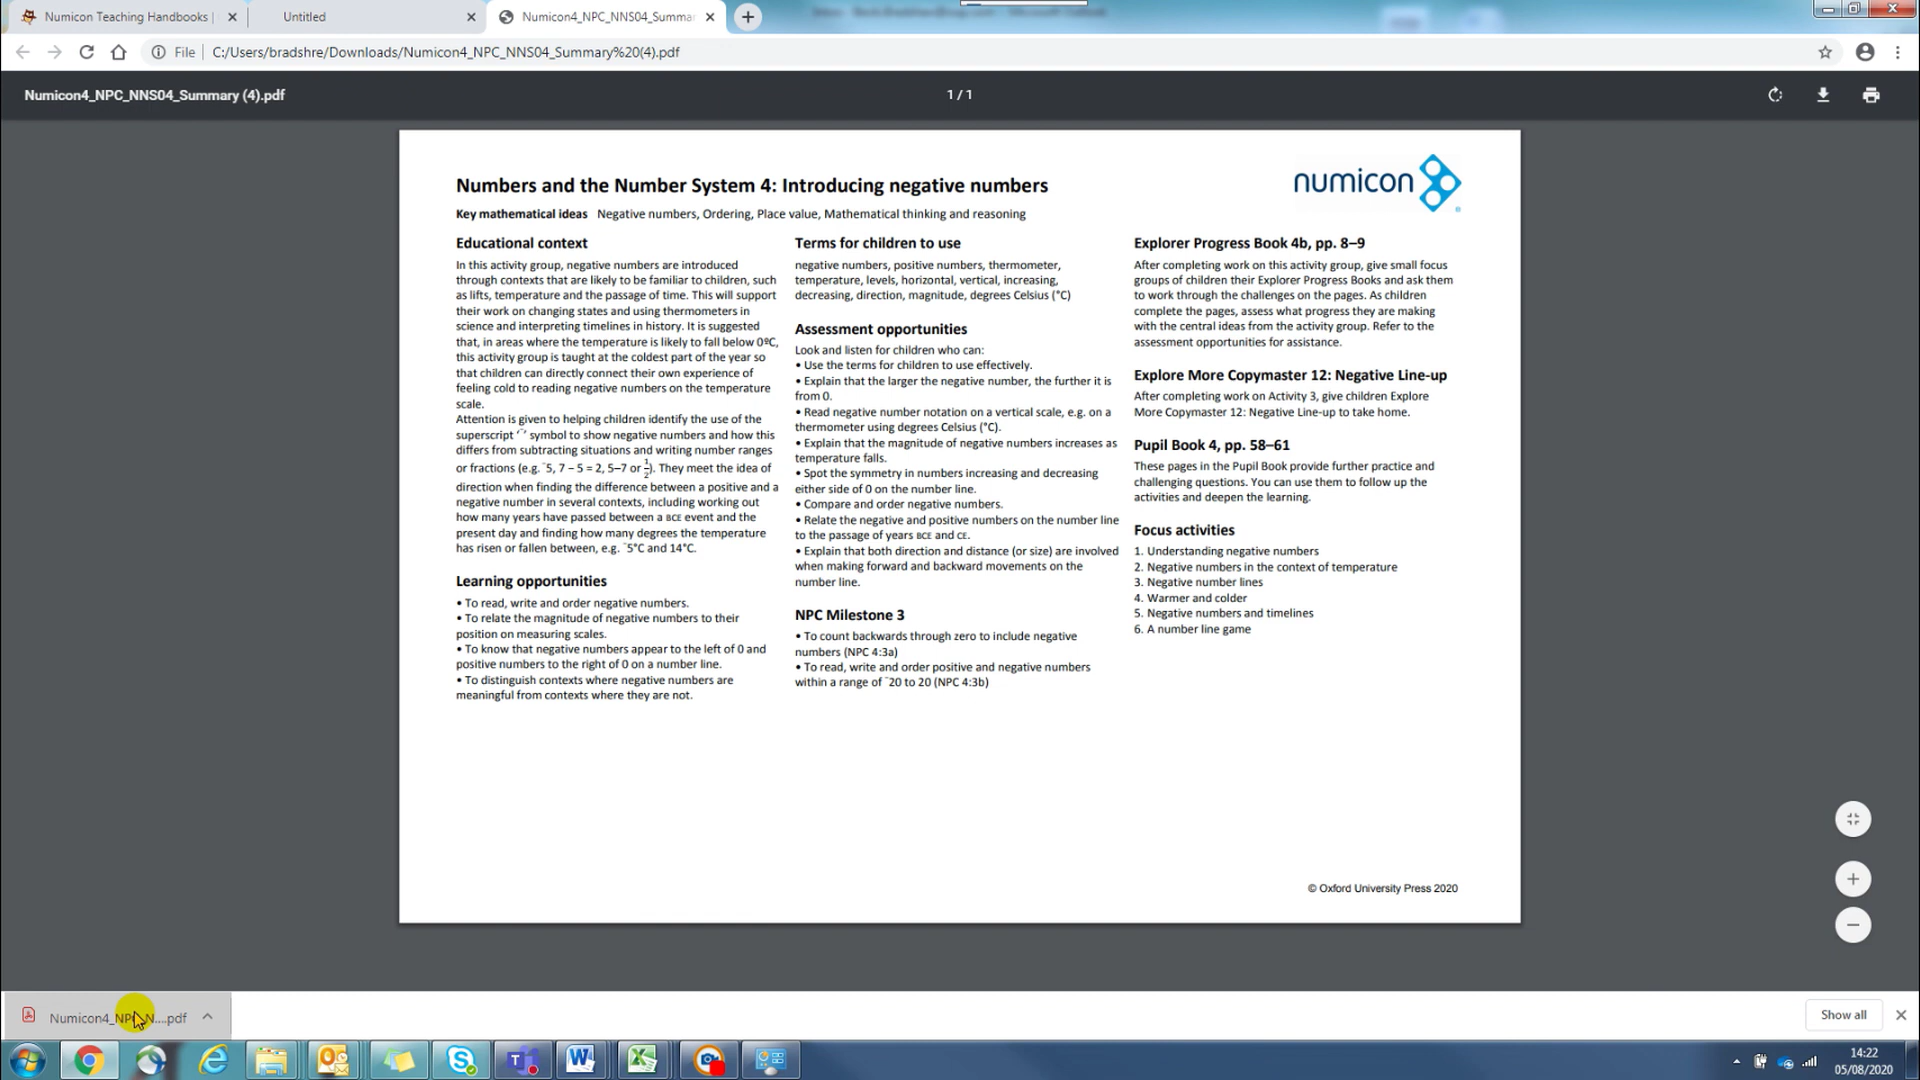 Numicon Teaching Handbooks |
Untitled
Numicon4_NPC_NNS04_Summar
File
C:/Users/bradshre/Downloads/Numicon4_NPC_NNS04_Summary%20(4).pdf
Numicon4_NPC_NNS04_Summary (4).pdf
1 / 1
numicon
Numbers and the Number System 4: Introducing negative numbers
Key mathematical ideas Negative numbers, Ordering, Place value, Mathematical thinking and reasoning
Educational context
In this activity group, negative numbers are introduced
through contexts that are likely to be familiar to children, such
as lifts, temperature and the passage of time. This will support
their work on changing states and using thermometers in
science and interpreting timelines in history. It is suggested
that, in areas where the temperature is likely to fall below 0ºC,
this activity group is taught at the coldest part of the year so
that children can directly connect their own experience of
feeling cold to reading negative numbers on the temperature
scale.
Attention is given to helping children identify the use of the
superscript ‘⁻’ symbol to show negative numbers and how this
differs from subtracting situations and writing number ranges
or fractions (e.g. ⁻5, 7 − 5 = 2, 5–7 or 1/2). They meet the idea of
direction when finding the difference between a positive and a
negative number in several contexts, including working out
how many years have passed between a BCE event and the
present day and finding how many degrees the temperature
has risen or fallen between, e.g. ⁻5°C and 14°C.
Learning opportunities
• To read, write and order negative numbers.
• To relate the magnitude of negative numbers to their
position on measuring scales.
• To know that negative numbers appear to the left of 0 and
positive numbers to the right of 0 on a number line.
• To distinguish contexts where negative numbers are
meaningful from contexts where they are not.
Terms for children to use
negative numbers, positive numbers, thermometer,
temperature, levels, horizontal, vertical, increasing,
decreasing, direction, magnitude, degrees Celsius (°C)
Assessment opportunities
Look and listen for children who can:
• Use the terms for children to use effectively.
• Explain that the larger the negative number, the further it is
from 0.
• Read negative number notation on a vertical scale, e.g. on a
thermometer using degrees Celsius (°C).
• Explain that the magnitude of negative numbers increases as
temperature falls.
• Spot the symmetry in numbers increasing and decreasing
either side of 0 on the number line.
• Compare and order negative numbers.
• Relate the negative and positive numbers on the number line
to the passage of years BCE and CE.
• Explain that both direction and distance (or size) are involved
when making forward and backward movements on the
number line.
NPC Milestone 3
• To count backwards through zero to include negative
numbers (NPC 4:3a)
• To read, write and order positive and negative numbers
within a range of ⁻20 to 20 (NPC 4:3b)
Explorer Progress Book 4b, pp. 8–9
After completing work on this activity group, give small focus
groups of children their Explorer Progress Books and ask them
to work through the challenges on the pages. As children
complete the pages, assess what progress they are making
with the central ideas from the activity group. Refer to the
assessment opportunities for assistance.
Explore More Copymaster 12: Negative Line-up
After completing work on Activity 3, give children Explore
More Copymaster 12: Negative Line-up to take home.
Pupil Book 4, pp. 58–61
These pages in the Pupil Book provide further practice and
challenging questions. You can use them to follow up the
activities and deepen the learning.
Focus activities
1. Understanding negative numbers
2. Negative numbers in the context of temperature
3. Negative number lines
4. Warmer and colder
5. Negative numbers and timelines
6. A number line game
© Oxford University Press 2020
Numicon4_NPC_N....pdf
Show all
14:22
05/08/2020